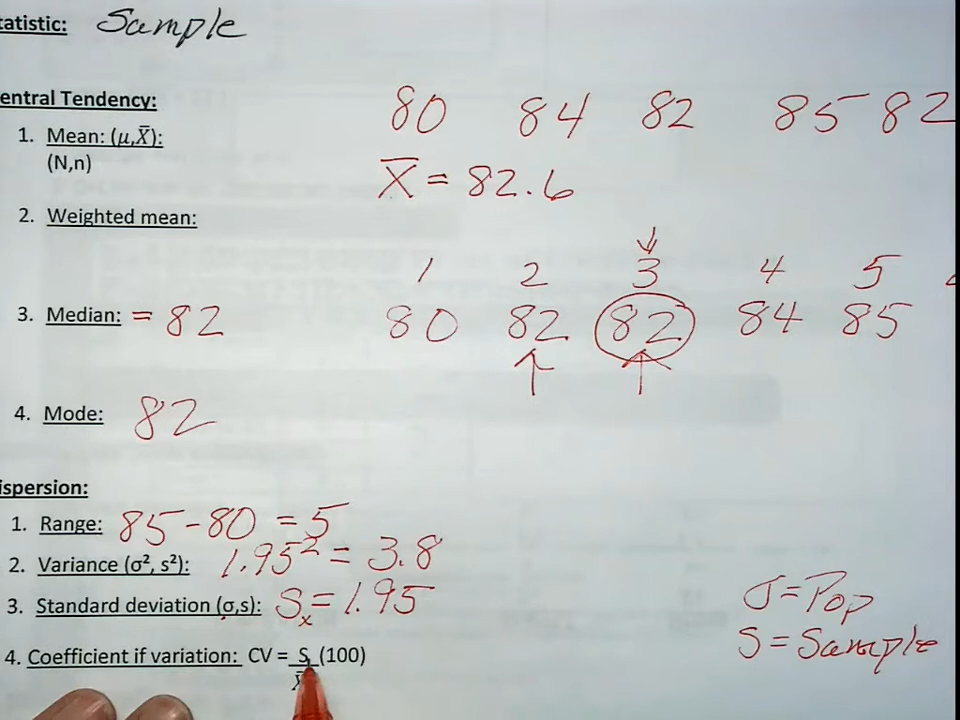 tatistic: Sample
entral Tendency:
80 84 82 85 82
1. Mean: (μ,X̄):
(N,n)
X̄ = 82.6
2. Weighted mean:
1 2 3 4 5
3. Median: = 82
80 82 82 84 85
4. Mode: 82
ispersion:
1. Range: 85-80 = 5
2. Variance (σ², s²): 1.95² = 3.8
3. Standard deviation (σ,s): Sx = 1.95
σ = Pop
S = Sample
4. Coefficient if variation: CV = S (100)
X̄